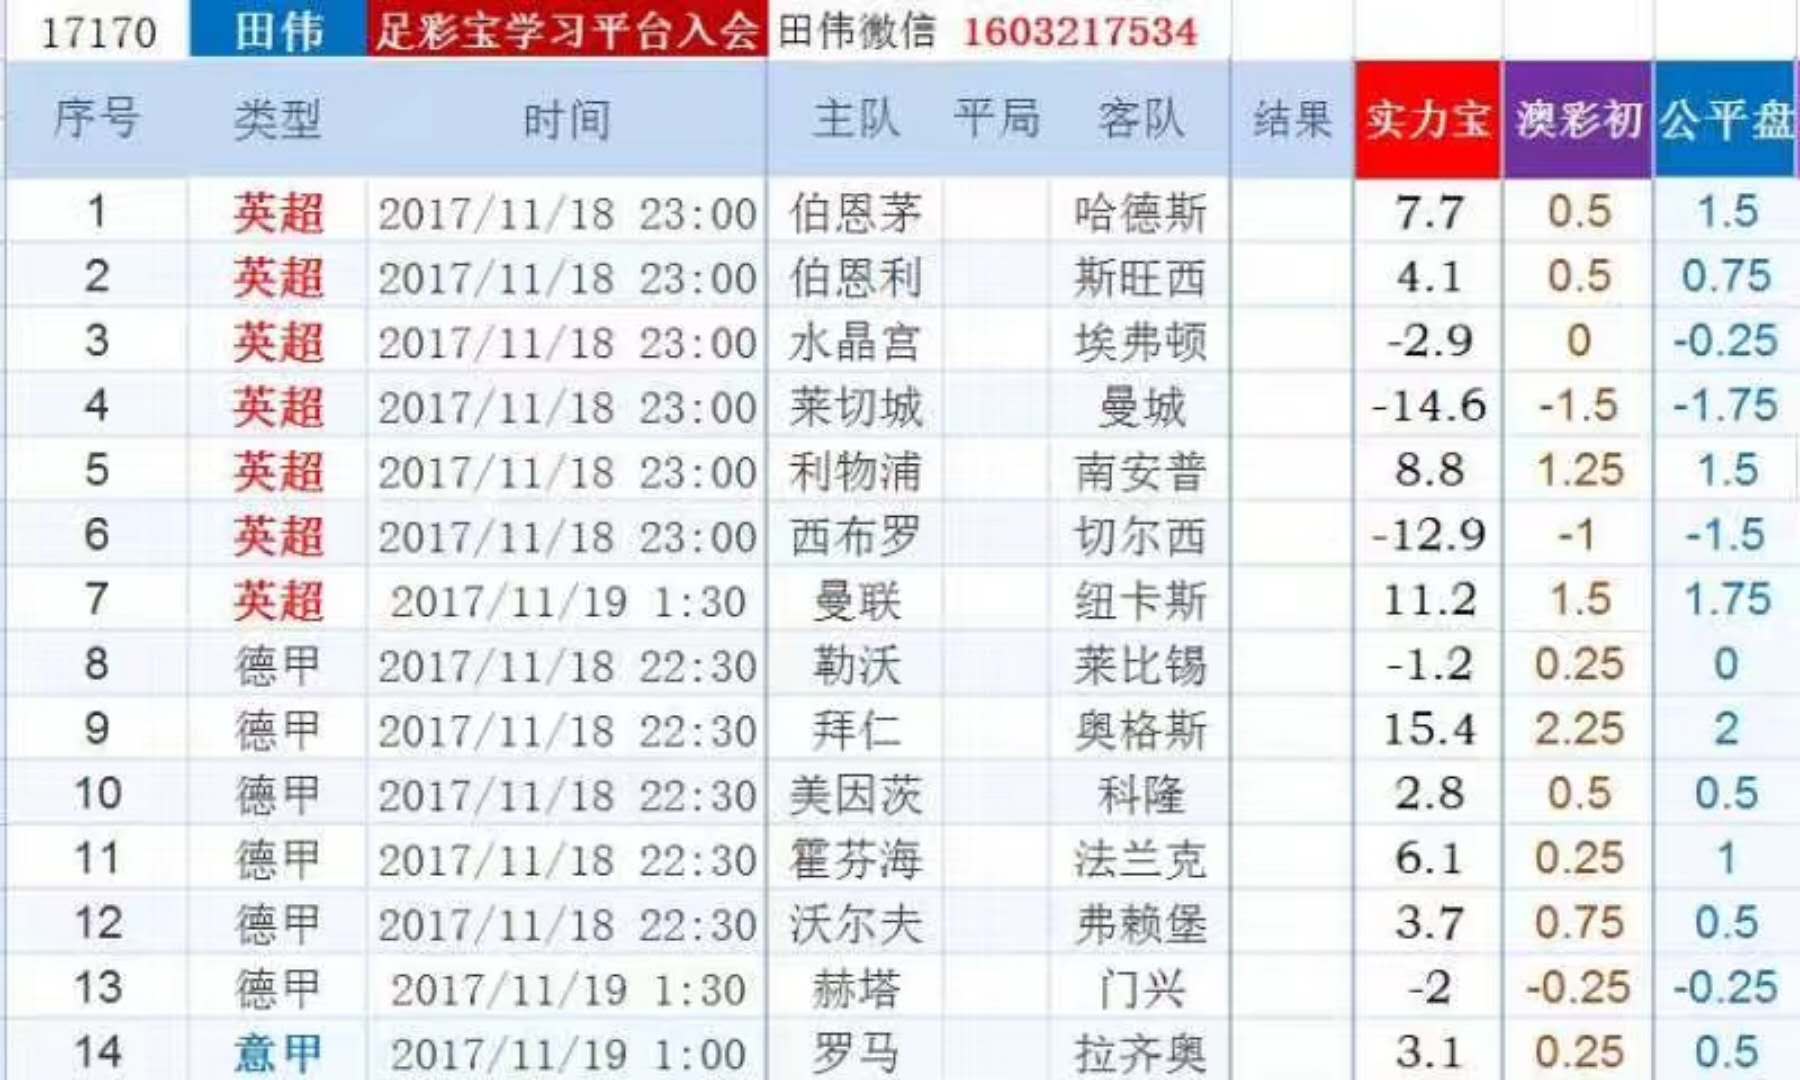 17170 田伟 足彩宝学习平台入会 田伟微信 1603217534
序号 类型 时间 主队 平局 客队 结果 实力宝 澳彩初 公平盘
1 英超 2017/11/18 23:00 伯恩茅 哈德斯 7.7 0.5 1.5
2 英超 2017/11/18 23:00 伯恩利 斯旺西 4.1 0.5 0.75
3 英超 2017/11/18 23:00 水晶宫 埃弗顿 -2.9 0 -0.25
4 英超 2017/11/18 23:00 莱切城 曼城 -14.6 -1.5 -1.75
5 英超 2017/11/18 23:00 利物浦 南安普 8.8 1.25 1.5
6 英超 2017/11/18 23:00 西布罗 切尔西 -12.9 -1 -1.5
7 英超 2017/11/19 1:30 曼联 纽卡斯 11.2 1.5 1.75
8 德甲 2017/11/18 22:30 勒沃 莱比锡 -1.2 0.25 0
9 德甲 2017/11/18 22:30 拜仁 奥格斯 15.4 2.25 2
10 德甲 2017/11/18 22:30 美因茨 科隆 2.8 0.5 0.5
11 德甲 2017/11/18 22:30 霍芬海 法兰克 6.1 0.25 1
12 德甲 2017/11/18 22:30 沃尔夫 弗赖堡 3.7 0.75 0.5
13 德甲 2017/11/19 1:30 赫塔 门兴 -2 -0.25 -0.25
14 意甲 2017/11/19 1:00 罗马 拉齐奥 3.1 0.25 0.5